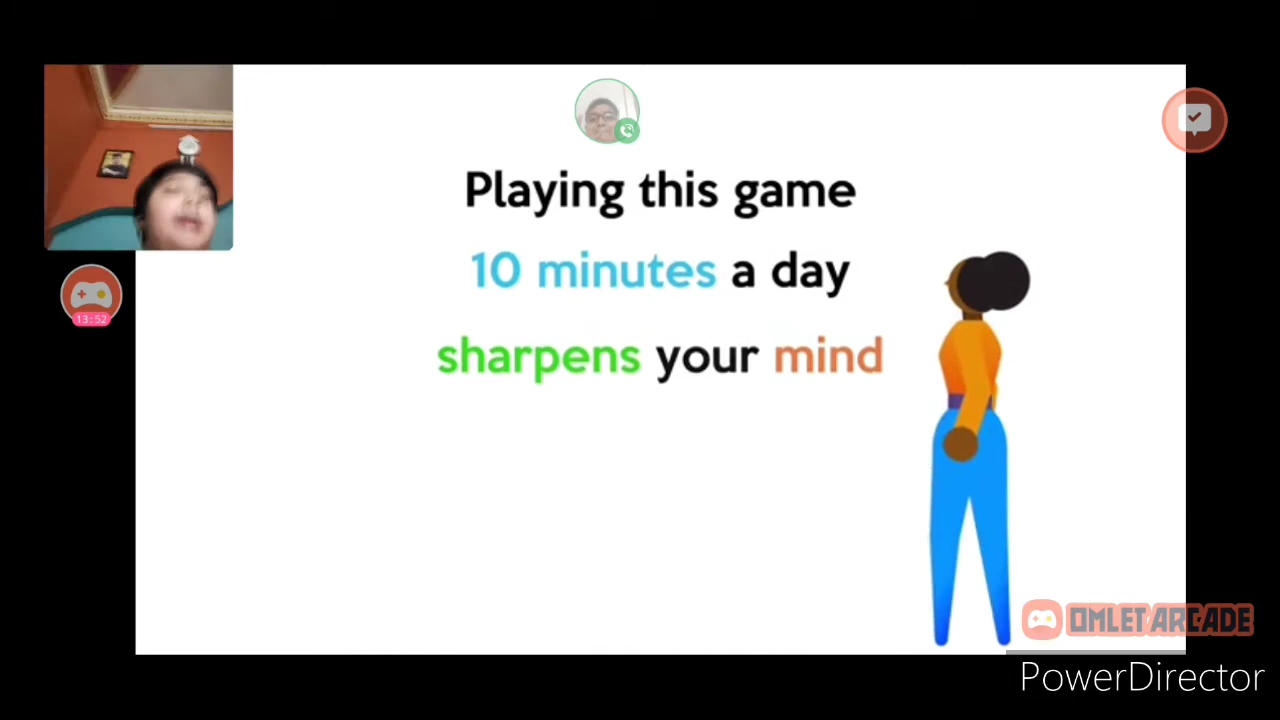 Playing this game
10 minutes a day
sharpens your mind
13:52
OMLET ARCADE
PowerDirector